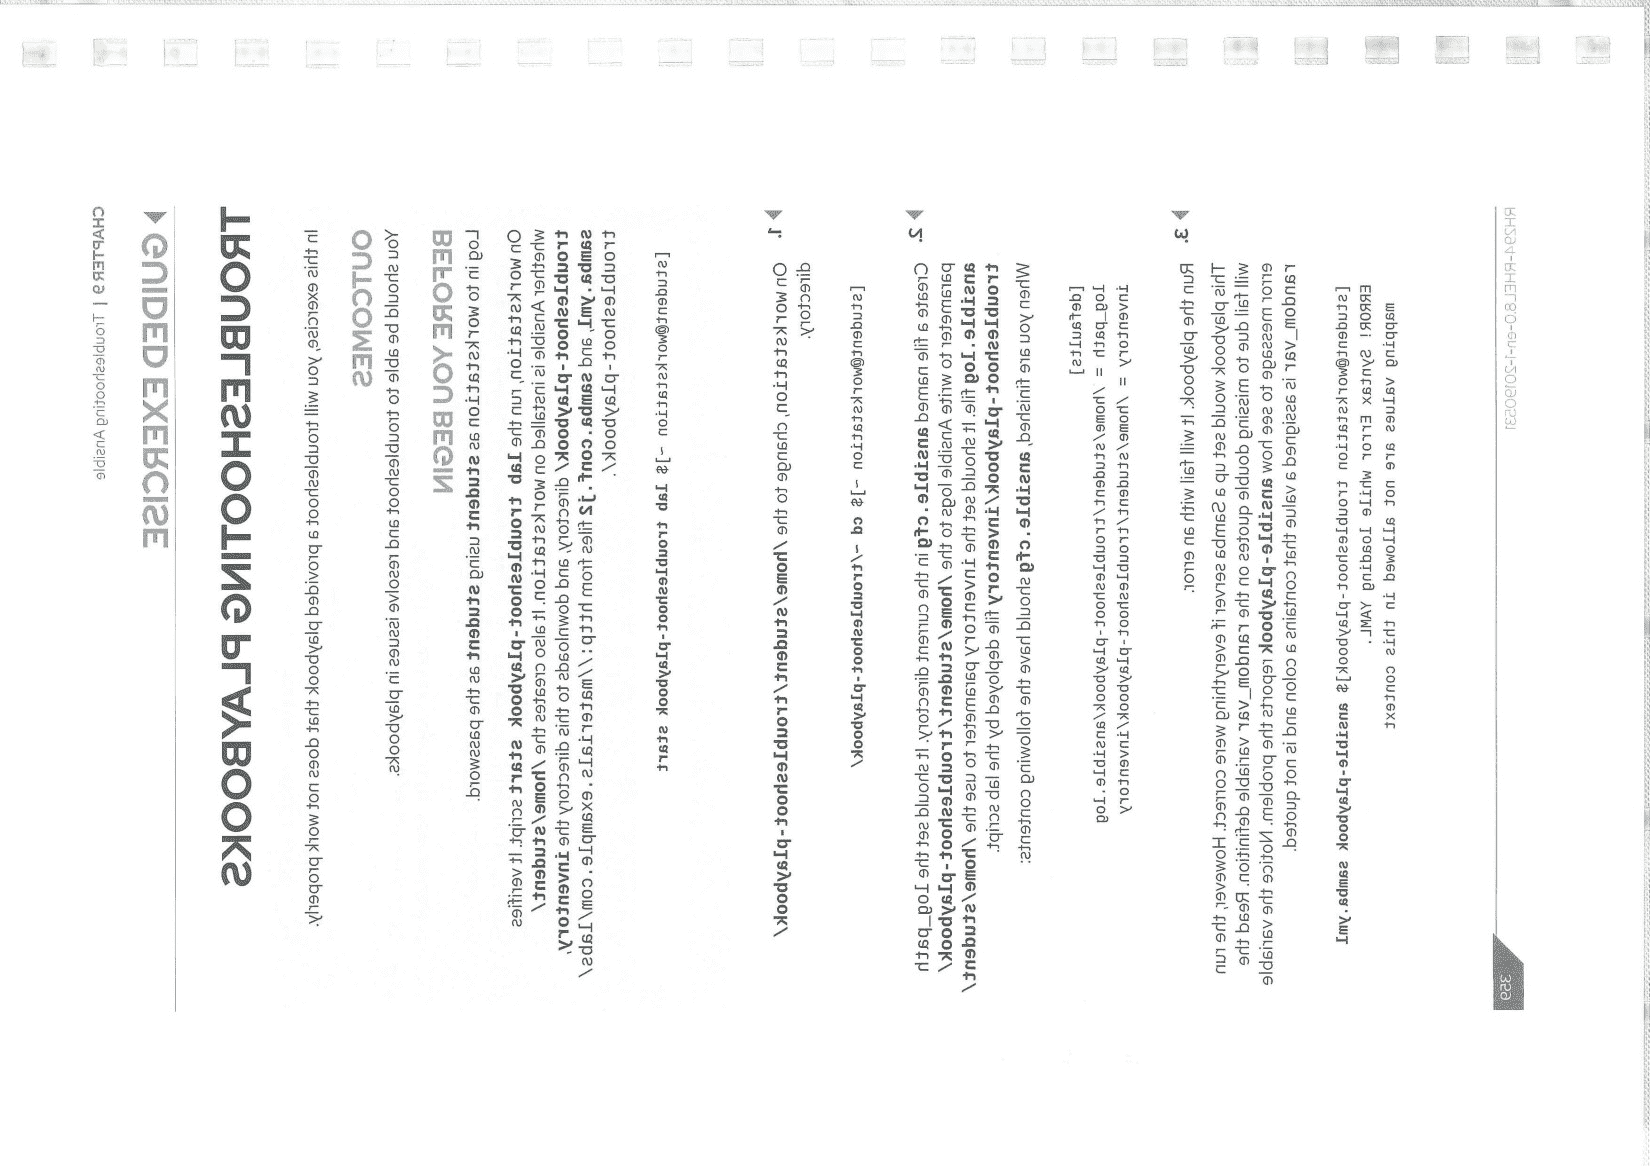 CHAPTER 9 | Troubleshooting Ansible
GUIDED EXERCISE
TROUBLESHOOTING PLAYBOOKS
In this exercise, you will troubleshoot a provided playbook that does not work properly.
OUTCOMES
You should be able to troubleshoot and resolve issues in playbooks.
BEFORE YOU BEGIN
Log in to workstation as student using student as the password.
On workstation, run the lab troubleshoot-playbook start script. It verifies
whether Ansible is installed on workstation. It also creates the /home/student/
troubleshoot-playbook/ directory, and downloads to this directory the inventory,
samba.yml, and samba.conf.j2 files from http://materials.example.com/labs/
troubleshoot-playbook/.
[student@workstation ~]$ lab troubleshoot-playbook start
1. On workstation, change to the /home/student/troubleshoot-playbook/
directory.
[student@workstation ~]$ cd ~/troubleshoot-playbook/
2. Create a file named ansible.cfg in the current directory. It should set the log_path
parameter to write Ansible logs to the /home/student/troubleshoot-playbook/
ansible.log file. It should set the inventory parameter to use the /home/student/
troubleshoot-playbook/inventory file deployed by the lab script.
When you are finished, ansible.cfg should have the following contents:
[defaults]
log_path = /home/student/troubleshoot-playbook/ansible.log
inventory = /home/student/troubleshoot-playbook/inventory
3. Run the playbook. It will fail with an error.
This playbook would set up a Samba server if everything were correct. However, the run
will fail due to missing double quotes on the random_var variable definition. Read the
error message to see how ansible-playbook reports the problem. Notice the variable
random_var is assigned a value that contains a colon and is not quoted.
[student@workstation troubleshoot-playbook]$ ansible-playbook samba.yml
ERROR! Syntax Error while loading YAML.
mapping values are not allowed in this context
RH294-RHEL8.0-en-1-20190531
359